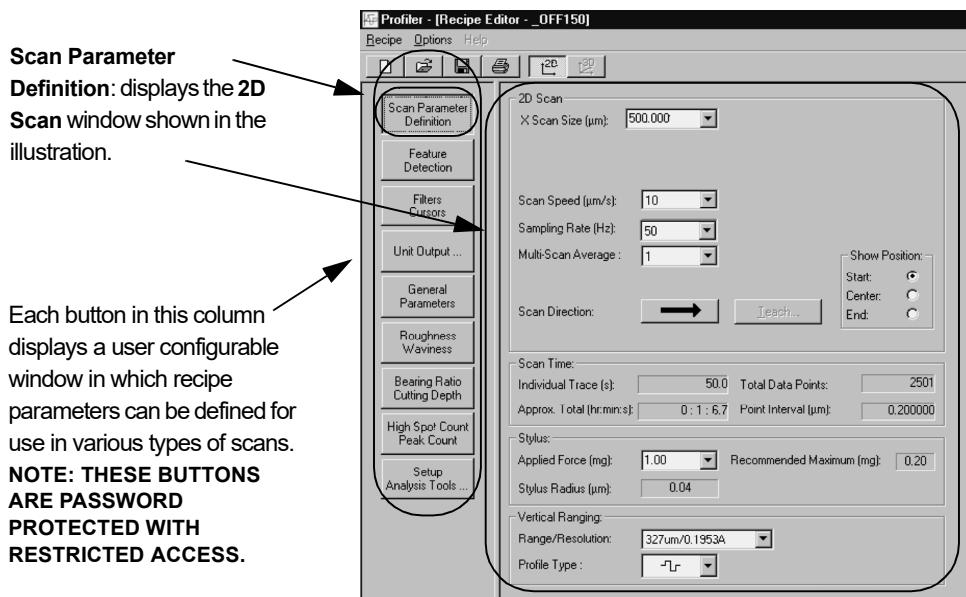 Profiler - [Recipe Editor - _OFF150]
Recipe Options Help
2D 3D
Scan Parameter
Definition: displays the 2D
Scan window shown in the
illustration.
Each button in this column
displays a user configurable
window in which recipe
parameters can be defined for
use in various types of scans.
NOTE: THESE BUTTONS
ARE PASSWORD
PROTECTED WITH
RESTRICTED ACCESS.
Scan Parameter
Definition
Feature
Detection
Filters
Cursors
Unit Output ...
General
Parameters
Roughness
Waviness
Bearing Ratio
Cutting Depth
High Spot Count
Peak Count
Setup
Analysis Tools ...
2D Scan
X Scan Size (µm): 500.000
Scan Speed (µm/s): 10
Sampling Rate (Hz): 50
Multi-Scan Average : 1
Scan Direction: Teach...
Show Position:
Start:
Center:
End:
Scan Time:
Individual Trace (s): 50.0 Total Data Points: 2501
Approx. Total (hr:min:s): 0 : 1 : 6.7 Point Interval (µm): 0.200000
Stylus:
Applied Force (mg): 1.00 Recommended Maximum (mg): 0.20
Stylus Radius (µm): 0.04
Vertical Ranging:
Range/Resolution: 327um/0.1953A
Profile Type :